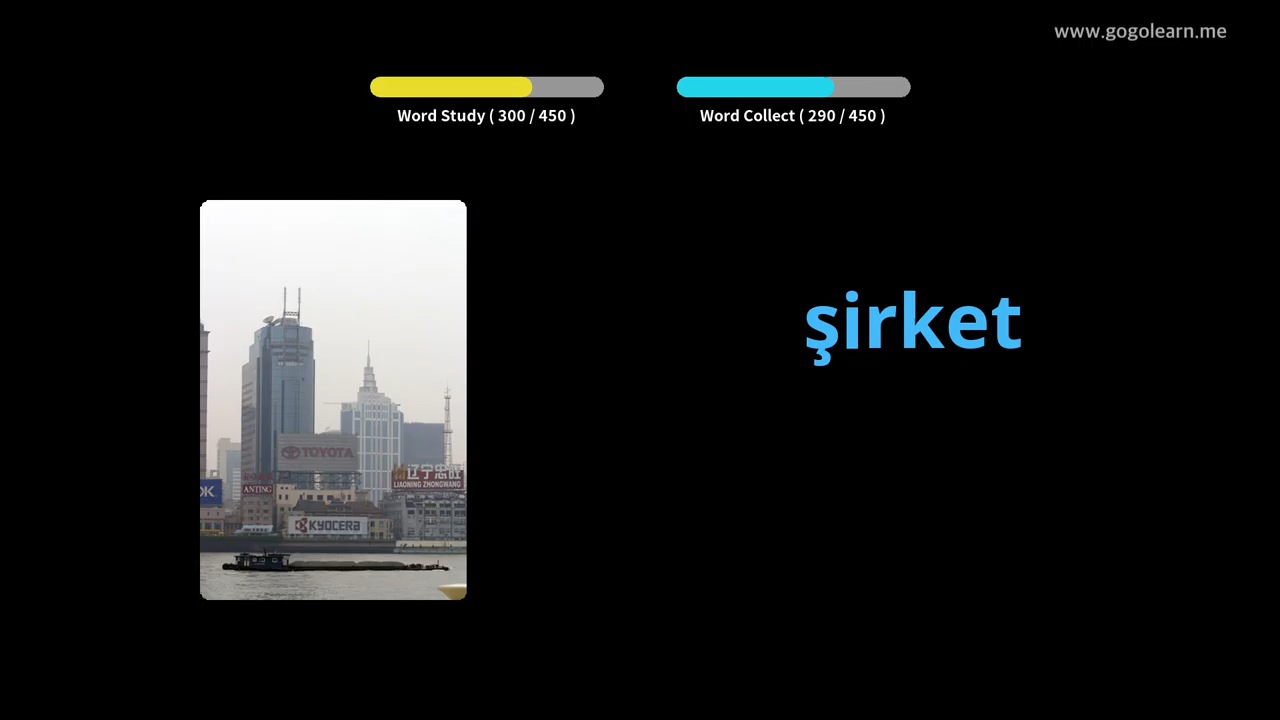 www.gogolearn.me
Word Study ( 300 / 450 )
Word Collect ( 290 / 450 )
şirket
TOYOTA
辽宁忠旺
LIAONING ZHONGWANG
ANTING
KYOCERA